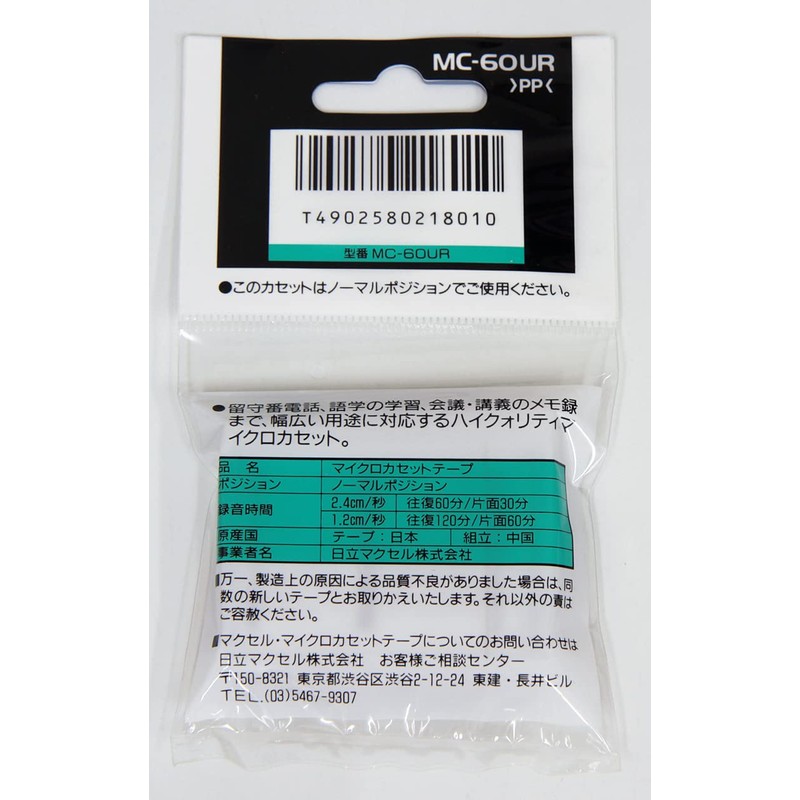 MC-60UR
>PP<
T4902580218010
型番 MC-60UR
●このカセットはノーマルポジションでご使用ください。
●留守番電話、語学の学習、会議・講義のメモ録
まで、幅広い用途に対応するハイクォリティマ
イクロカセット。
品 名 マイクロカセットテープ
ポジション ノーマルポジション
録音時間 2.4cm/秒 往復60分/片面30分
1.2cm/秒 往復120分/片面60分
原産国 テープ:日本 組立:中国
事業者名 日立マクセル株式会社
■万一、製造上の原因による品質不良がありました場合は、同
数の新しいテープとお取りかえいたします。それ以外の責は
ご容赦ください。
■マクセル・マイクロカセットテープについてのお問い合わせは
日立マクセル株式会社 お客様ご相談センター
〒150-8321 東京都渋谷区渋谷2-12-24 東建・長井ビル
TEL.(03)5467-9307